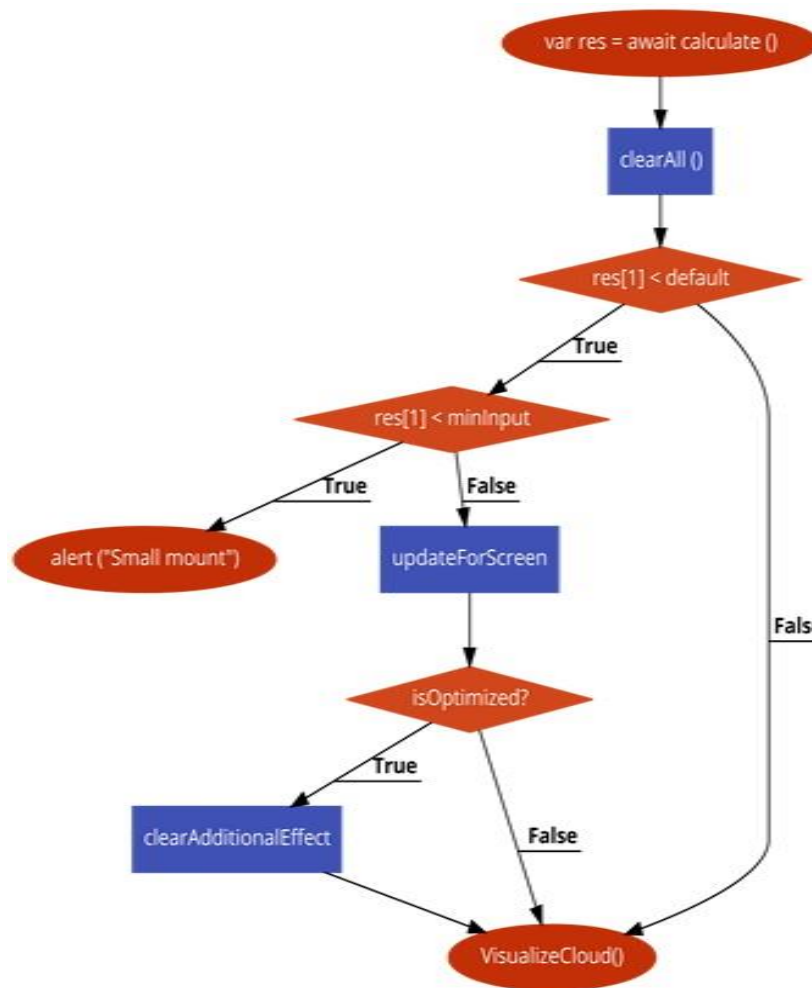 var res = await calculate ()
clearAll ()
res[1] < default
True
res[1] < minInput
True
False
alert ("Small mount")
updateForScreen
Fals
isOptimized?
True
clearAdditionalEffect
False
VisualizeCloud()